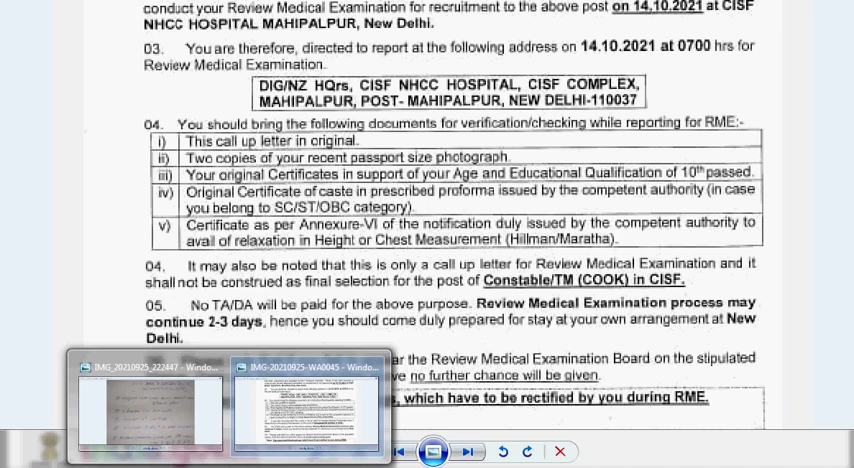 conduct your Review Medical Examination for recruitment to the above post on 14.10.2021 at CISF
NHCC HOSPITAL MAHIPALPUR, New Delhi.
03. You are therefore, directed to report at the following address on 14.10.2021 at 0700 hrs for
Review Medical Examination.
DIG/NZ HQrs, CISF NHCC HOSPITAL, CISF COMPLEX,
MAHIPALPUR, POST- MAHIPALPUR, NEW DELHI-110037
04. You should bring the following documents for verification/checking while reporting for RME:-
i) This call up letter in original.
ii) Two copies of your recent passport size photograph.
iii) Your original Certificates in support of your Age and Educational Qualification of 10th passed.
iv) Original Certificate of caste in prescribed proforma issued by the competent authority (in case
you belong to SC/ST/OBC category).
v) Certificate as per Annexure-VI of the notification duly issued by the competent authority to
avail of relaxation in Height or Chest Measurement (Hillman/Maratha).
04. It may also be noted that this is only a call up letter for Review Medical Examination and it
shall not be construed as final selection for the post of Constable/TM (COOK) in CISF.
05. No TA/DA will be paid for the above purpose. Review Medical Examination process may
continue 2-3 days, hence you should come duly prepared for stay at your own arrangement at New
Delhi.
ar the Review Medical Examination Board on the stipulated
ve no further chance will be given.
s, which have to be rectified by you during RME.
IMG_20210925_222447 - Windo...
IMG-20210925-WA0045 - Windo...